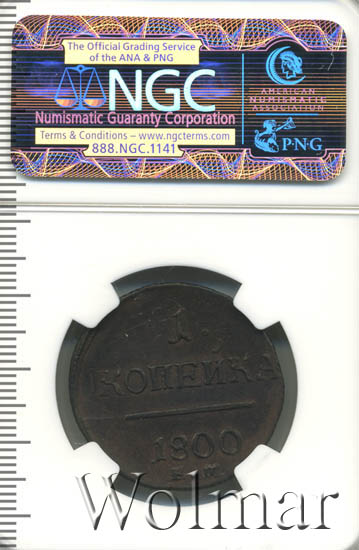 The Official Grading Service
of the ANA & PNG
NGC
Numismatic Guaranty Corporation
Terms & Conditions – www.ngcterms.com
888.NGC.1141
AMERICAN
NUMISMATIC
ASSOCIATION
P·N·G
1
КОПЕЙКА
1800
Wolmar